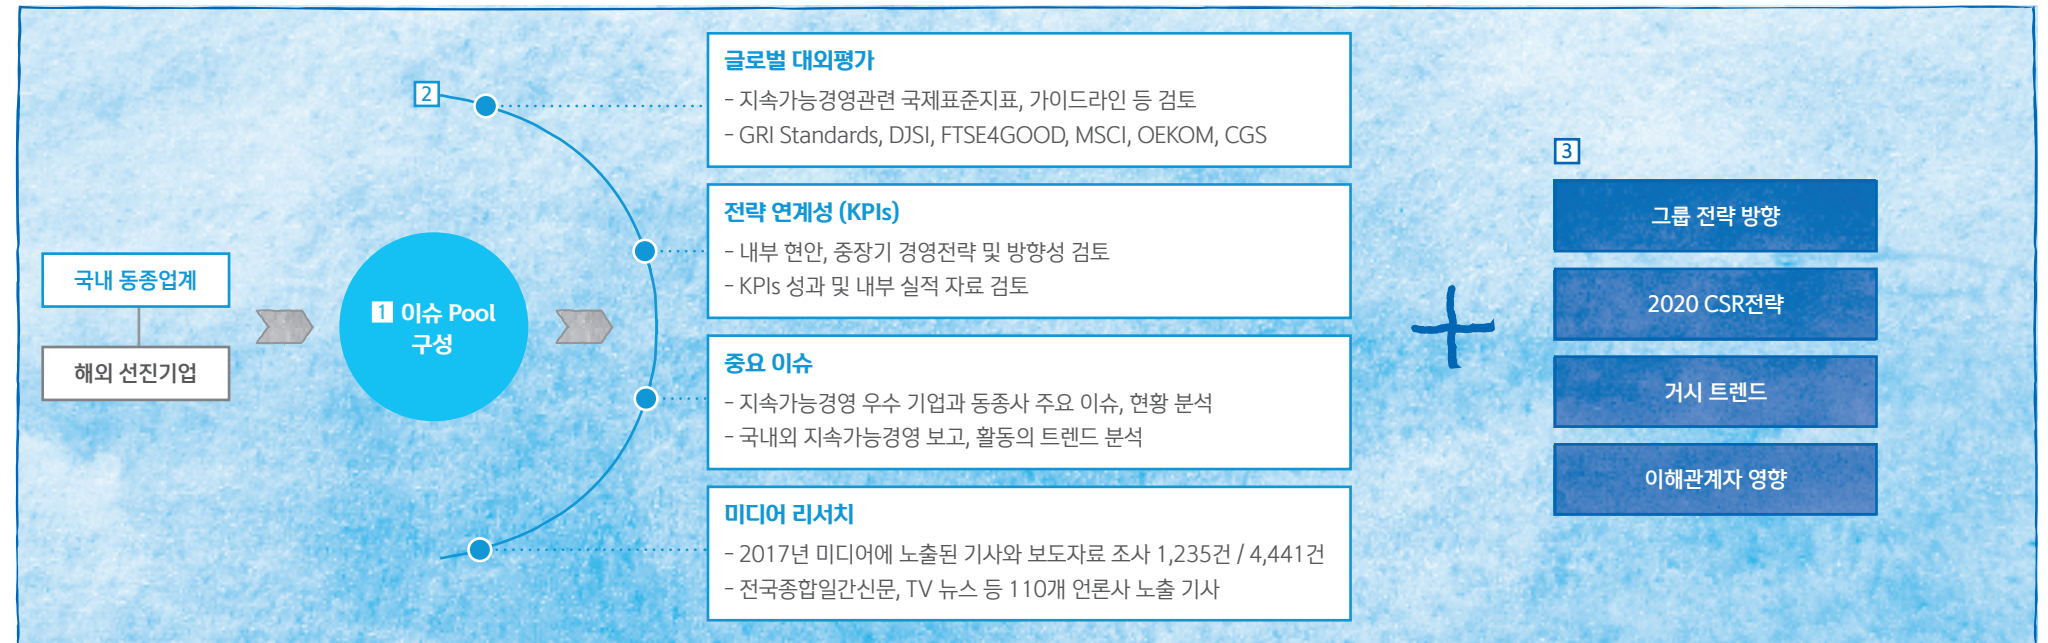 국내 동종업계
해외 선진기업
1 이슈 Pool
구성
2
글로벌 대외평가
- 지속가능경영관련 국제표준지표, 가이드라인 등 검토
- GRI Standards, DJSI, FTSE4GOOD, MSCI, OEKOM, CGS
전략 연계성 (KPIs)
- 내부 현안, 중장기 경영전략 및 방향성 검토
- KPIs 성과 및 내부 실적 자료 검토
중요 이슈
- 지속가능경영 우수 기업과 동종사 주요 이슈, 현황 분석
- 국내외 지속가능경영 보고, 활동의 트렌드 분석
미디어 리서치
- 2017년 미디어에 노출된 기사와 보도자료 조사 1,235건 / 4,441건
- 전국종합일간신문, TV 뉴스 등 110개 언론사 노출 기사
3
그룹 전략 방향
2020 CSR전략
거시 트렌드
이해관계자 영향